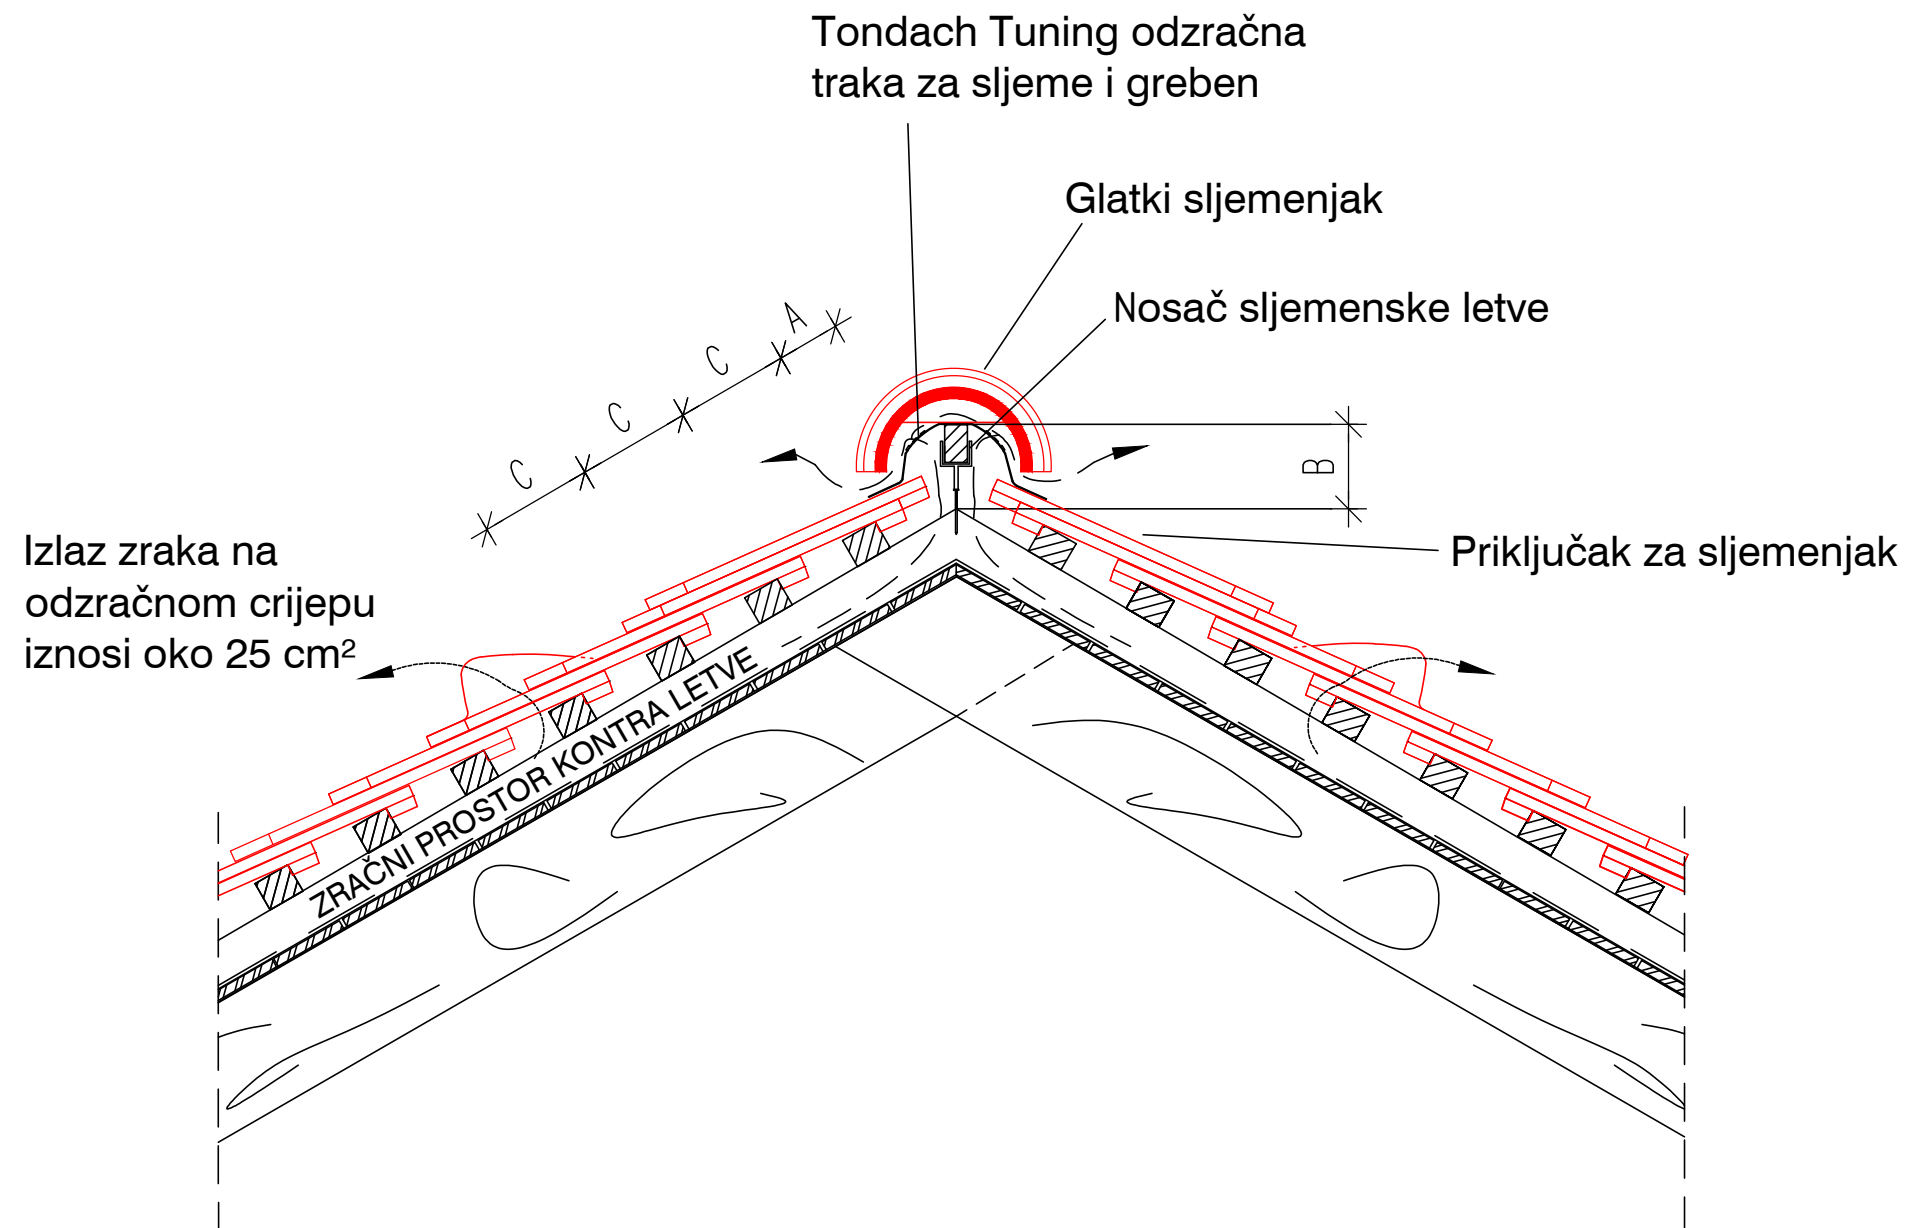 Tondach Tuning odzračna
traka za sljeme i greben
Glatki sljemenjak
Nosač sljemenske letve
A
C
C
C
B
Izlaz zraka na
odzračnom crijepu
iznosi oko 25 cm²
Priključak za sljemenjak
ZRAČNI PROSTOR KONTRA LETVE